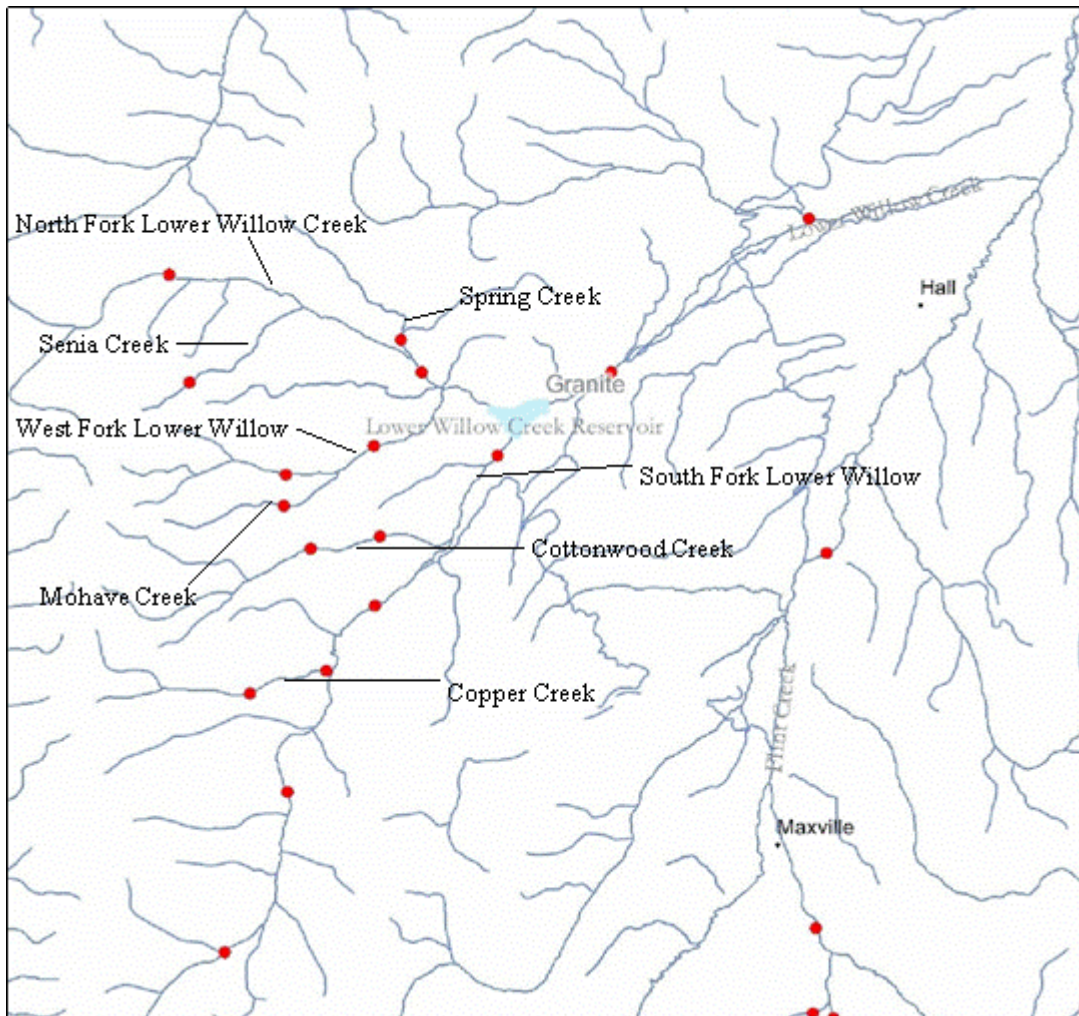 Lower Willow Creek
North Fork Lower Willow Creek
Hall
Spring Creek
Senia Creek
Granite
Lower Willow Creek Reservoir
West Fork Lower Willow
South Fork Lower Willow
Cottonwood Creek
Mohave Creek
Copper Creek
Flint Creek
Maxville